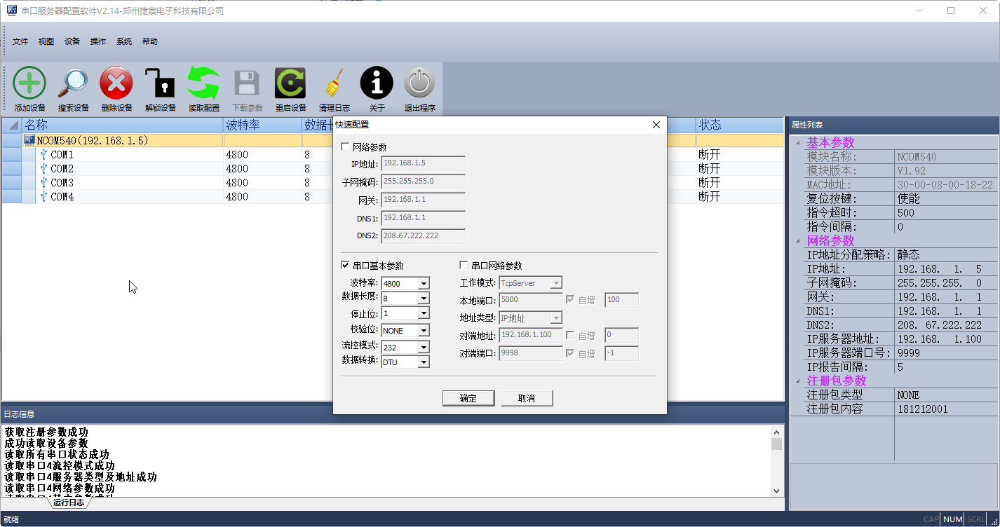 串口服务器配置软件V2.14-郑州捷宸电子科技有限公司
文件 视图 设备 操作 系统 帮助
添加设备 搜索设备 删除设备 解锁设备 读取配置 下载参数 重启设备 清理日志 关于 退出程序
名称 波特率 数据长 状态
NCOM540(192.168.1.5)
COM1 4800 8 断开
COM2 4800 8 断开
COM3 4800 8 断开
COM4 4800 8 断开
快速配置
网络参数
IP地址: 192.168.1.5
子网掩码: 255.255.255.0
网关: 192.168.1.1
DNS1: 192.168.1.1
DNS2: 208.67.222.222
串口基本参数
波特率: 4800
数据长度: 8
停止位: 1
校验位: NONE
流控模式: 232
数据转换: DTU
串口网络参数
工作模式: TcpServer
本地端口: 5000 自增 100
地址类型: IP地址
对端地址: 192.168.1.100 自增 0
对端端口: 9998 自增 -1
确定 取消
属性列表
基本参数
模块名称: NCOM540
模块版本: V1.92
MAC地址: 30-00-08-00-18-22
复位按键: 使能
指令超时: 500
指令间隔: 0
网络参数
IP地址分配策略: 静态
IP地址: 192.168. 1. 5
子网掩码: 255.255.255. 0
网关: 192.168. 1. 1
DNS1: 192.168. 1. 1
DNS2: 208. 67.222.222
IP服务器地址: 192.168. 1.100
IP服务器端口号: 9999
IP报告间隔: 5
注册包参数
注册包类型 NONE
注册包内容 181212001
日志信息
获取注册参数成功
成功读取设备参数
读取所有串口状态成功
读取串口4流控模式成功
读取串口4服务器类型及地址成功
读取串口4网络参数成功
运行日志
就绪
CAP NUM SCRL